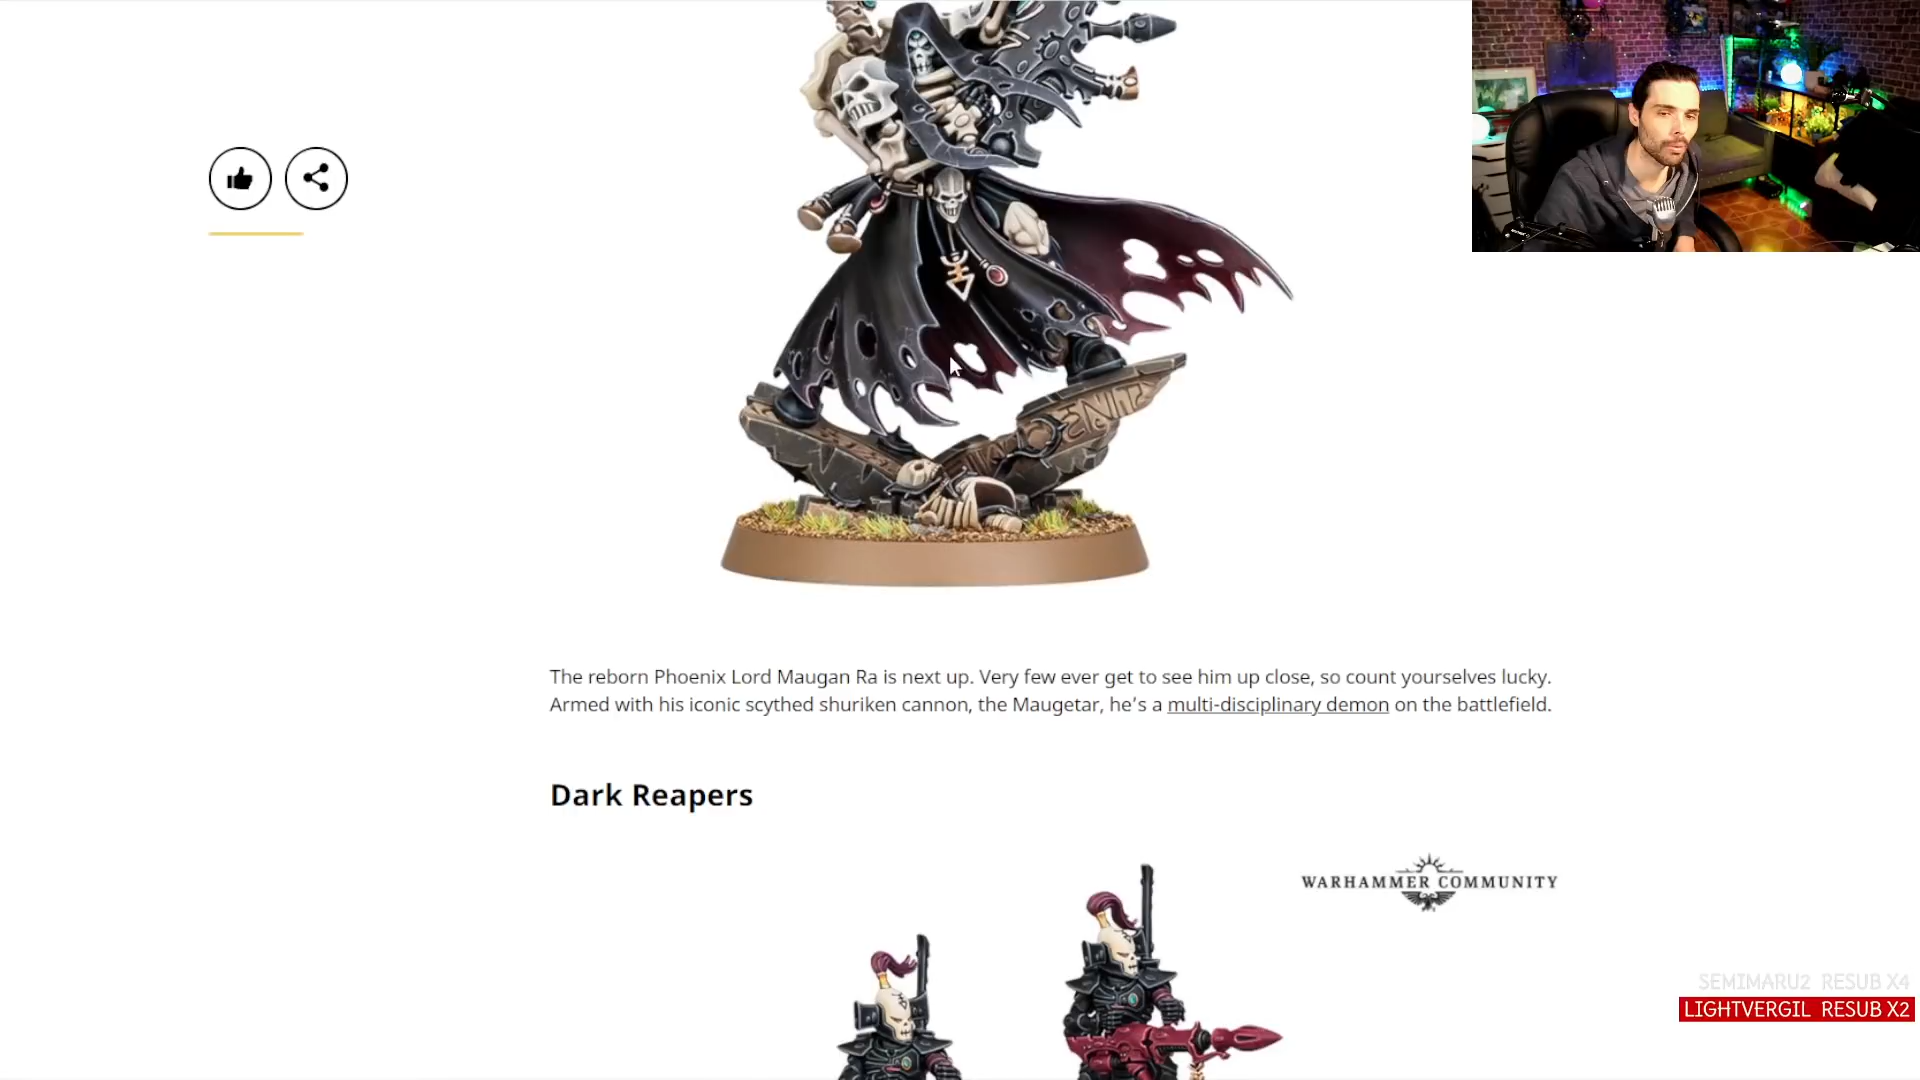 The reborn Phoenix Lord Maugan Ra is next up. Very few ever get to see him up close, so count yourselves lucky.
Armed with his iconic scythed shuriken cannon, the Maugetar, he's a multi-disciplinary demon on the battlefield.
Dark Reapers
WARHAMMER COMMUNITY
SEMIMARU2 RESUB X4
LIGHTVERGIL RESUB X2